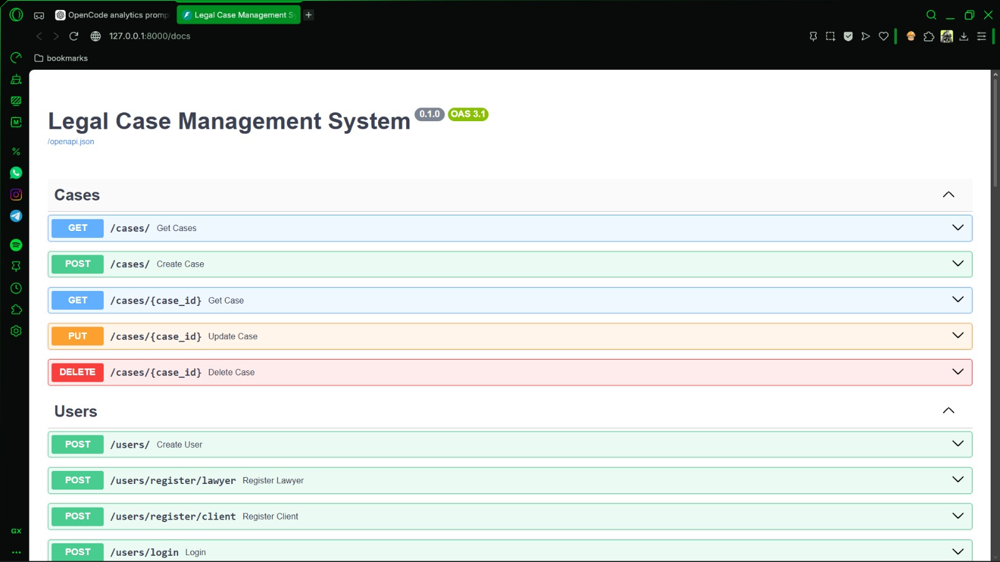 OpenCode analytics promp
Legal Case Management S
127.0.0.1:8000/docs
bookmarks
Legal Case Management System 0.1.0 OAS 3.1
/openapi.json
Cases
GET /cases/ Get Cases
POST /cases/ Create Case
GET /cases/{case_id} Get Case
PUT /cases/{case_id} Update Case
DELETE /cases/{case_id} Delete Case
Users
POST /users/ Create User
POST /users/register/lawyer Register Lawyer
POST /users/register/client Register Client
POST /users/login Login
GX